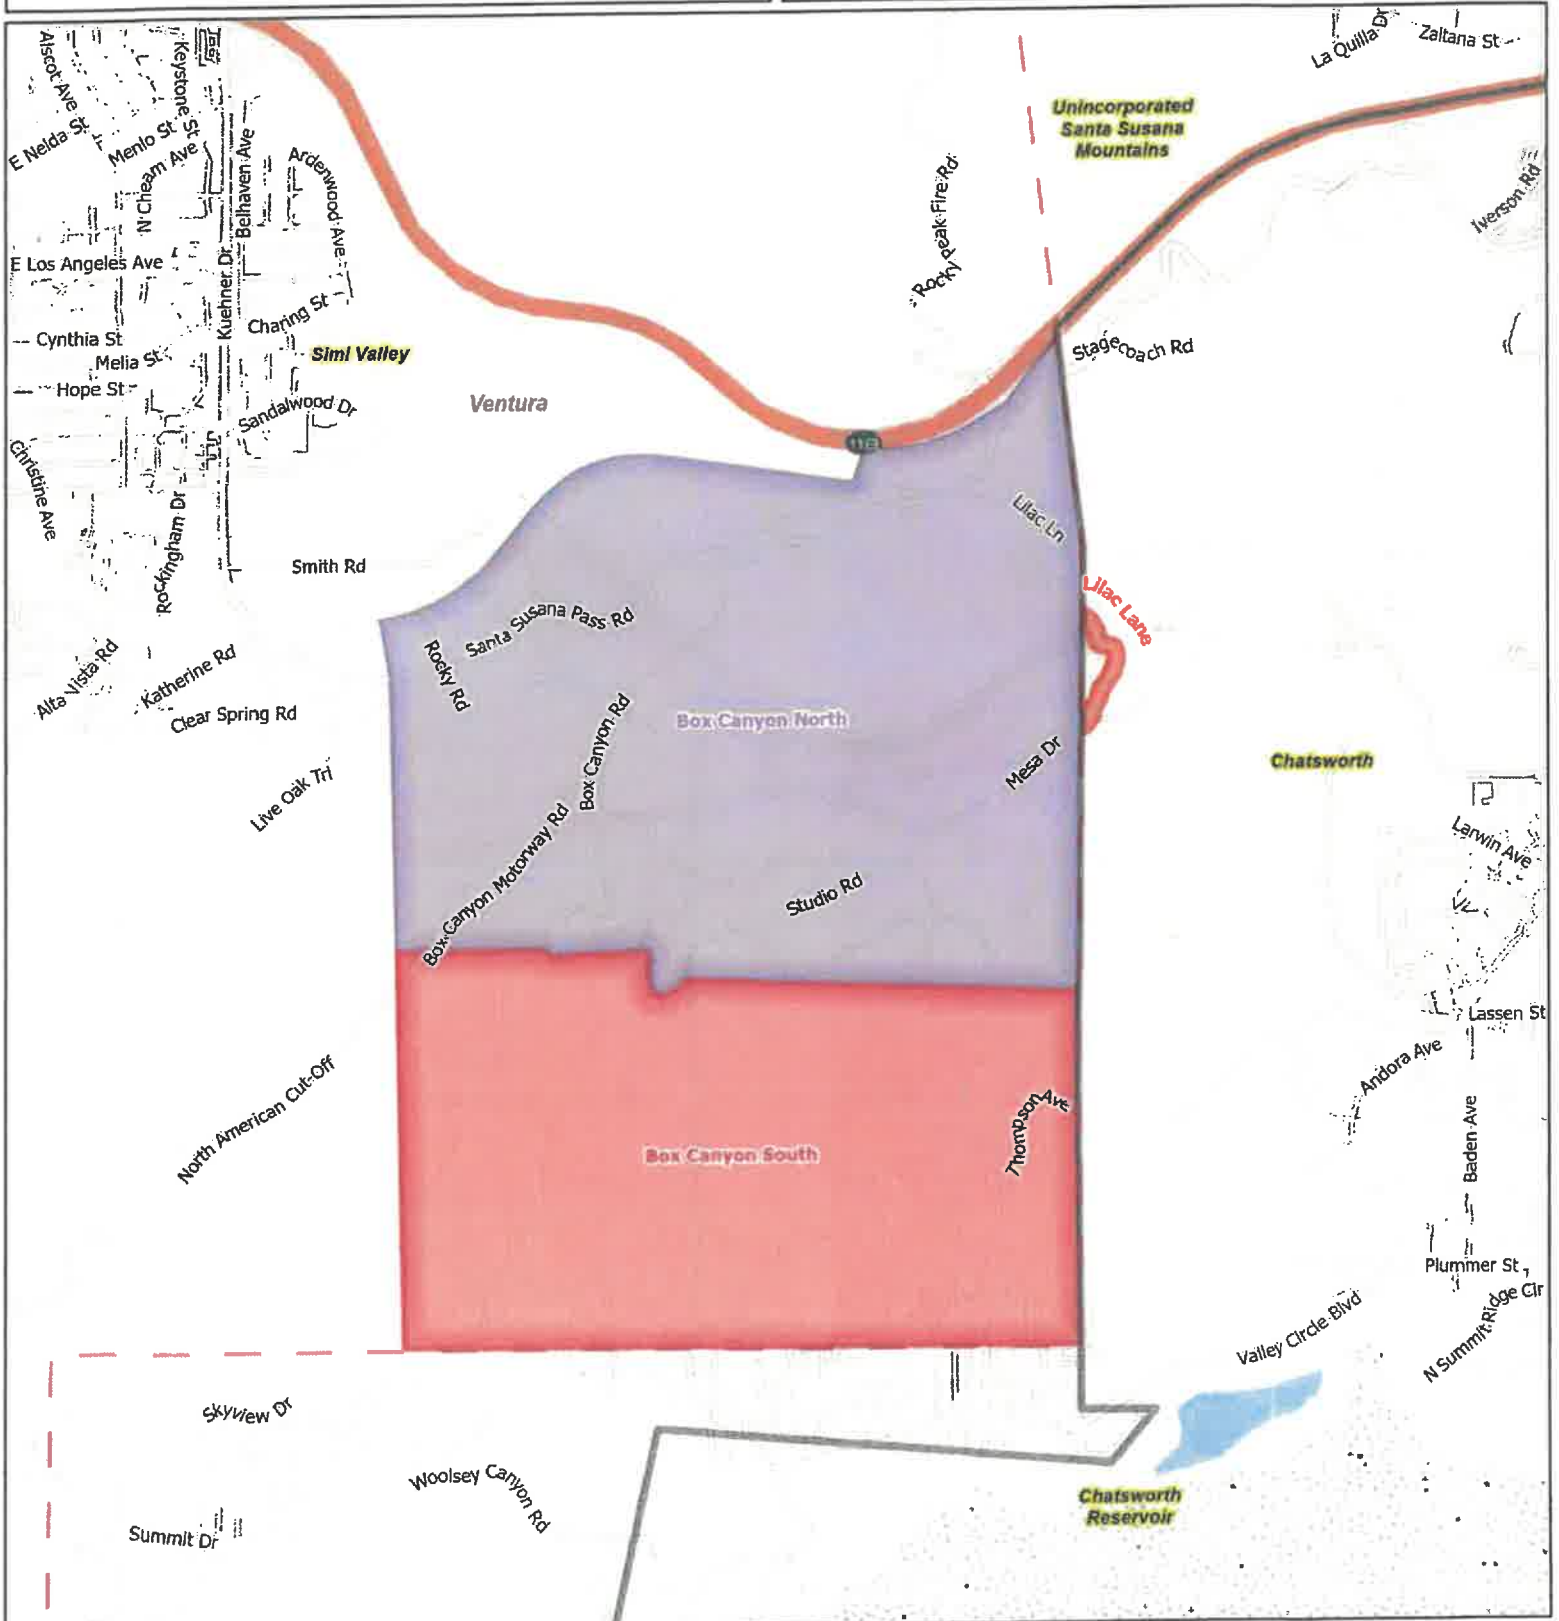 La Quilla Dr
Zaltana St
Alscot Ave
Keystone St
Unincorporated
Santa Susana
Mountains
E Nelda St
Menlo St
N Cheam Ave
Belhaven Ave
Ardenwood Ave
Rocky Peak Fire Rd
Iverson Rd
E Los Angeles Ave
Kuehner Dr
Charing St
Cynthia St
Melia St
Simi Valley
Stagecoach Rd
Hope St
Sandalwood Dr
Ventura
118
Christine Ave
Rockingham Dr
Lilac Ln
Smith Rd
Lilac Lane
Santa Susana Pass Rd
Rocky Rd
Alta Vista Rd
Katherine Rd
Clear Spring Rd
Box Canyon Rd
Box Canyon North
Mesa Dr
Chatsworth
Live Oak Trl
Larwin Ave
Box Canyon Motorway Rd
Studio Rd
Lassen St
North American Cut-Off
Andora Ave
Thompson Ave
Baden Ave
Box Canyon South
Plummer St
Valley Circle Blvd
N Summit Ridge Cir
Skyview Dr
Woolsey Canyon Rd
Chatsworth
Reservoir
Summit Dr